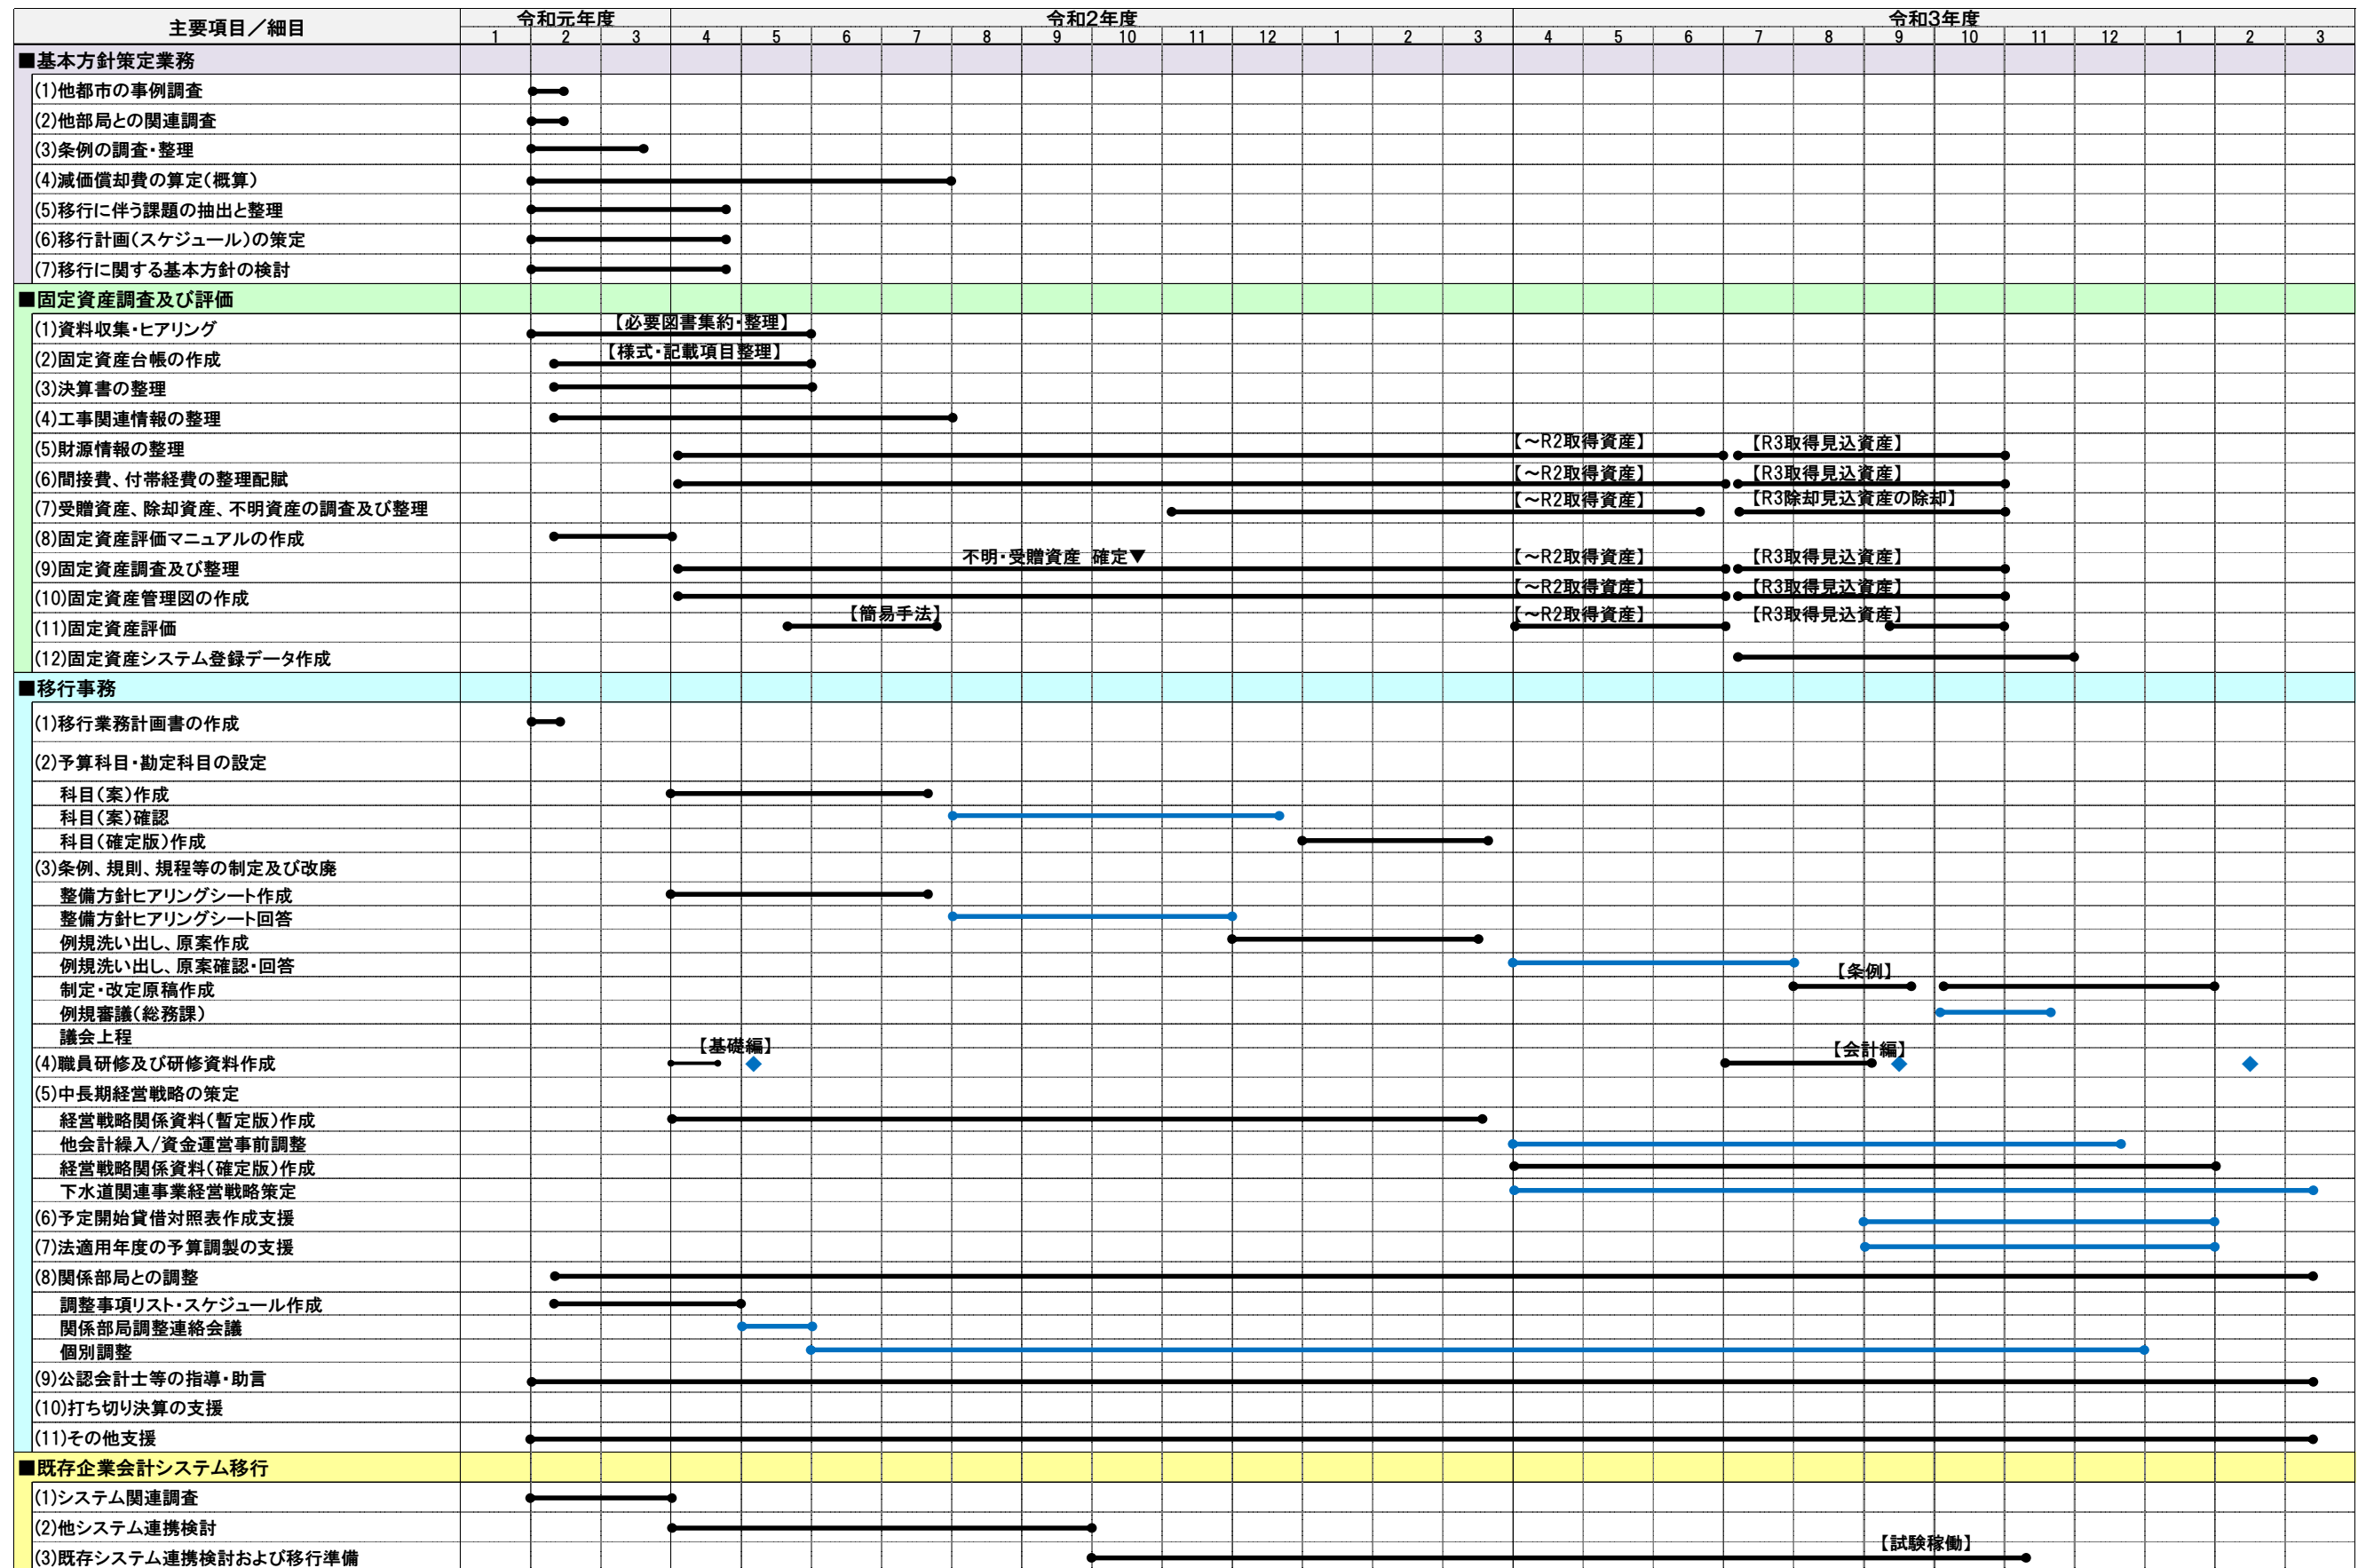 主要項目／細目
令和元年度 令和2年度 令和3年度
1 2 3 4 5 6 7 8 9 10 11 12 1 2 3 4 5 6 7 8 9 10 11 12 1 2 3
■基本方針策定業務
(1)他都市の事例調査
(2)他部局との関連調査
(3)条例の調査・整理
(4)減価償却費の算定（概算）
(5)移行に伴う課題の抽出と整理
(6)移行計画（スケジュール）の策定
(7)移行に関する基本方針の検討
■固定資産調査及び評価
(1)資料収集・ヒアリング 【必要図書集約・整理】
(2)固定資産台帳の作成 【様式・記載項目整理】
(3)決算書の整理
(4)工事関連情報の整理
(5)財源情報の整理 【～R2取得資産】 【R3取得見込資産】
(6)間接費、付帯経費の整理配賦 【～R2取得資産】 【R3取得見込資産】
(7)受贈資産、除却資産、不明資産の調査及び整理 【～R2取得資産】 【R3除却見込資産の除却】
(8)固定資産評価マニュアルの作成
(9)固定資産調査及び整理 不明・受贈資産 確定▼ 【～R2取得資産】 【R3取得見込資産】
(10)固定資産管理図の作成 【～R2取得資産】 【R3取得見込資産】
(11)固定資産評価 【簡易手法】 【～R2取得資産】 【R3取得見込資産】
(12)固定資産システム登録データ作成
■移行事務
(1)移行業務計画書の作成
(2)予算科目・勘定科目の設定
科目（案）作成
科目（案）確認
科目（確定版）作成
(3)条例、規則、規程等の制定及び改廃
整備方針ヒアリングシート作成
整備方針ヒアリングシート回答
例規洗い出し、原案作成
例規洗い出し、原案確認・回答
制定・改定原稿作成 【条例】
例規審議（総務課）
議会上程
(4)職員研修及び研修資料作成 【基礎編】 【会計編】
(5)中長期経営戦略の策定
経営戦略関係資料（暫定版）作成
他会計繰入/資金運営事前調整
経営戦略関係資料（確定版）作成
下水道関連事業経営戦略策定
(6)予定開始貸借対照表作成支援
(7)法適用年度の予算調製の支援
(8)関係部局との調整
調整事項リスト・スケジュール作成
関係部局調整連絡会議
個別調整
(9)公認会計士等の指導・助言
(10)打ち切り決算の支援
(11)その他支援
■既存企業会計システム移行
(1)システム関連調査
(2)他システム連携検討
(3)既存システム連携検討および移行準備 【試験稼働】